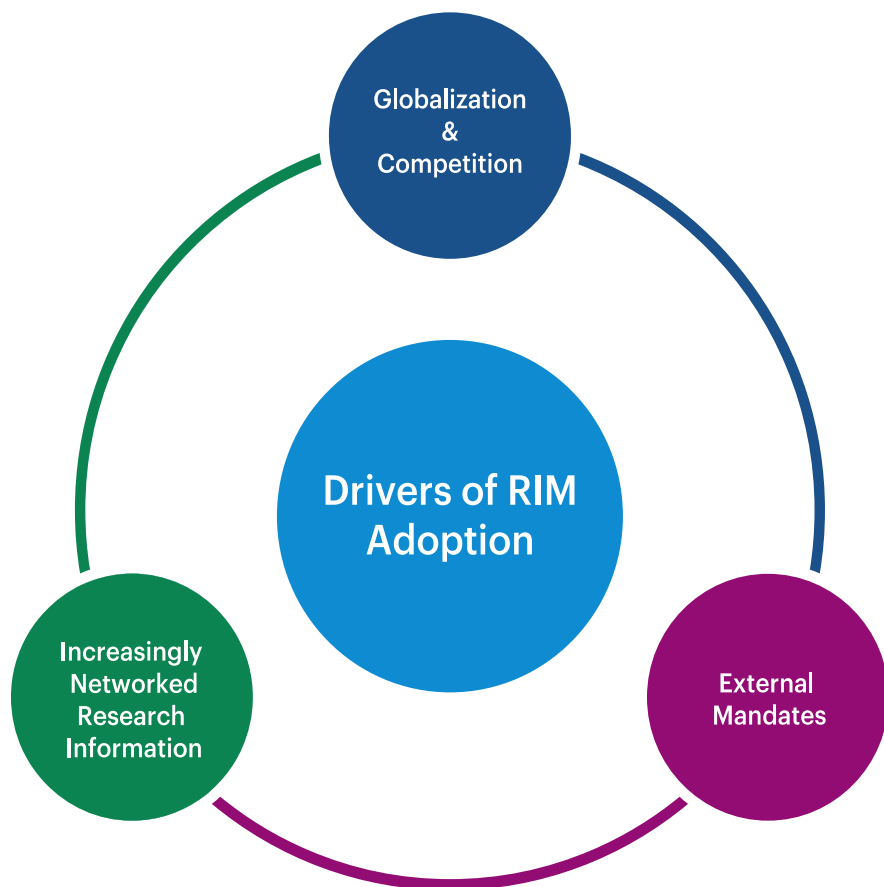 Globalization
&
Competition
Drivers of RIM
Adoption
Increasingly
Networked
Research
Information
External
Mandates